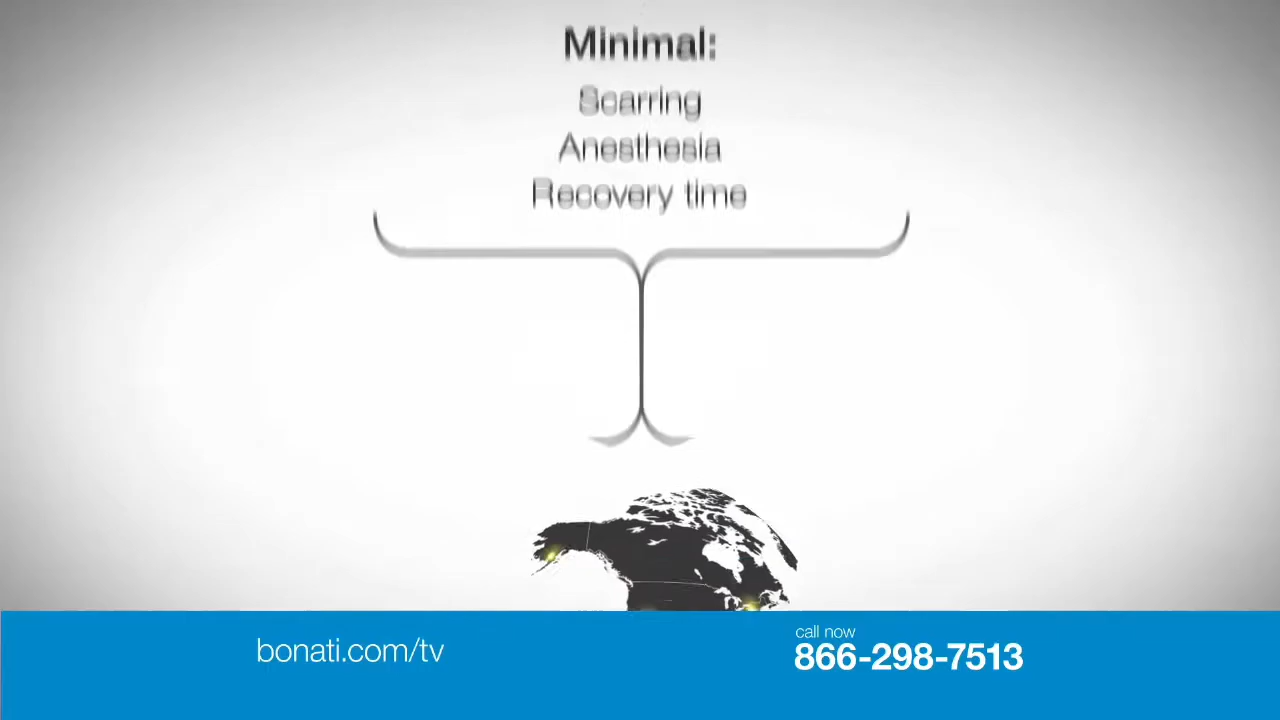 Minimal:
Scarring
Anesthesia
Recovery time
bonati.com/tv
call now
866-298-7513